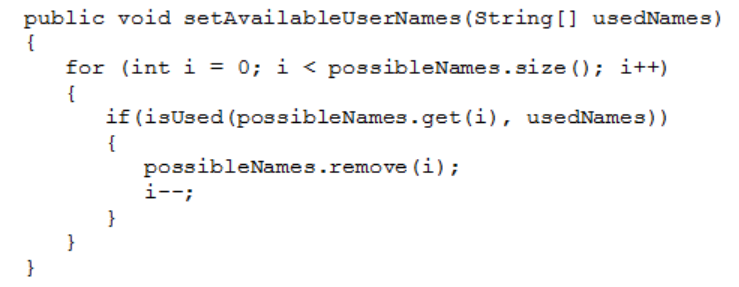 public void setAvailableUserNames(String[] usedNames)
{
for (int i = 0; i < possibleNames.size(); i++)
{
if(isUsed(possibleNames.get(i), usedNames))
{
possibleNames.remove(i);
i--;
}
}
}